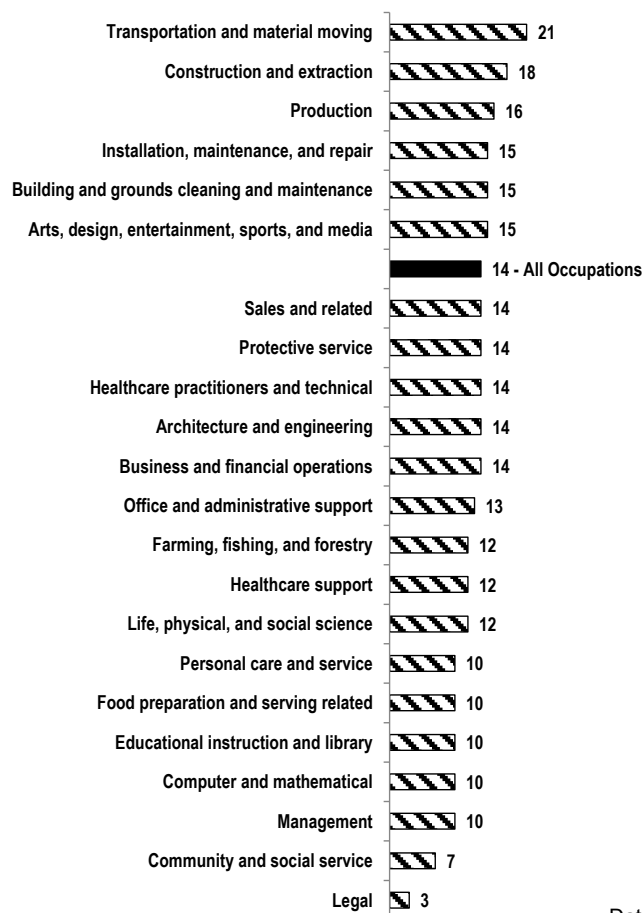 Transportation and material moving 21
Construction and extraction 18
Production 16
Installation, maintenance, and repair 15
Building and grounds cleaning and maintenance 15
Arts, design, entertainment, sports, and media 15
14 - All Occupations
Sales and related 14
Protective service 14
Healthcare practitioners and technical 14
Architecture and engineering 14
Business and financial operations 14
Office and administrative support 13
Farming, fishing, and forestry 12
Healthcare support 12
Life, physical, and social science 12
Personal care and service 10
Food preparation and serving related 10
Educational instruction and library 10
Computer and mathematical 10
Management 10
Community and social service 7
Legal 3